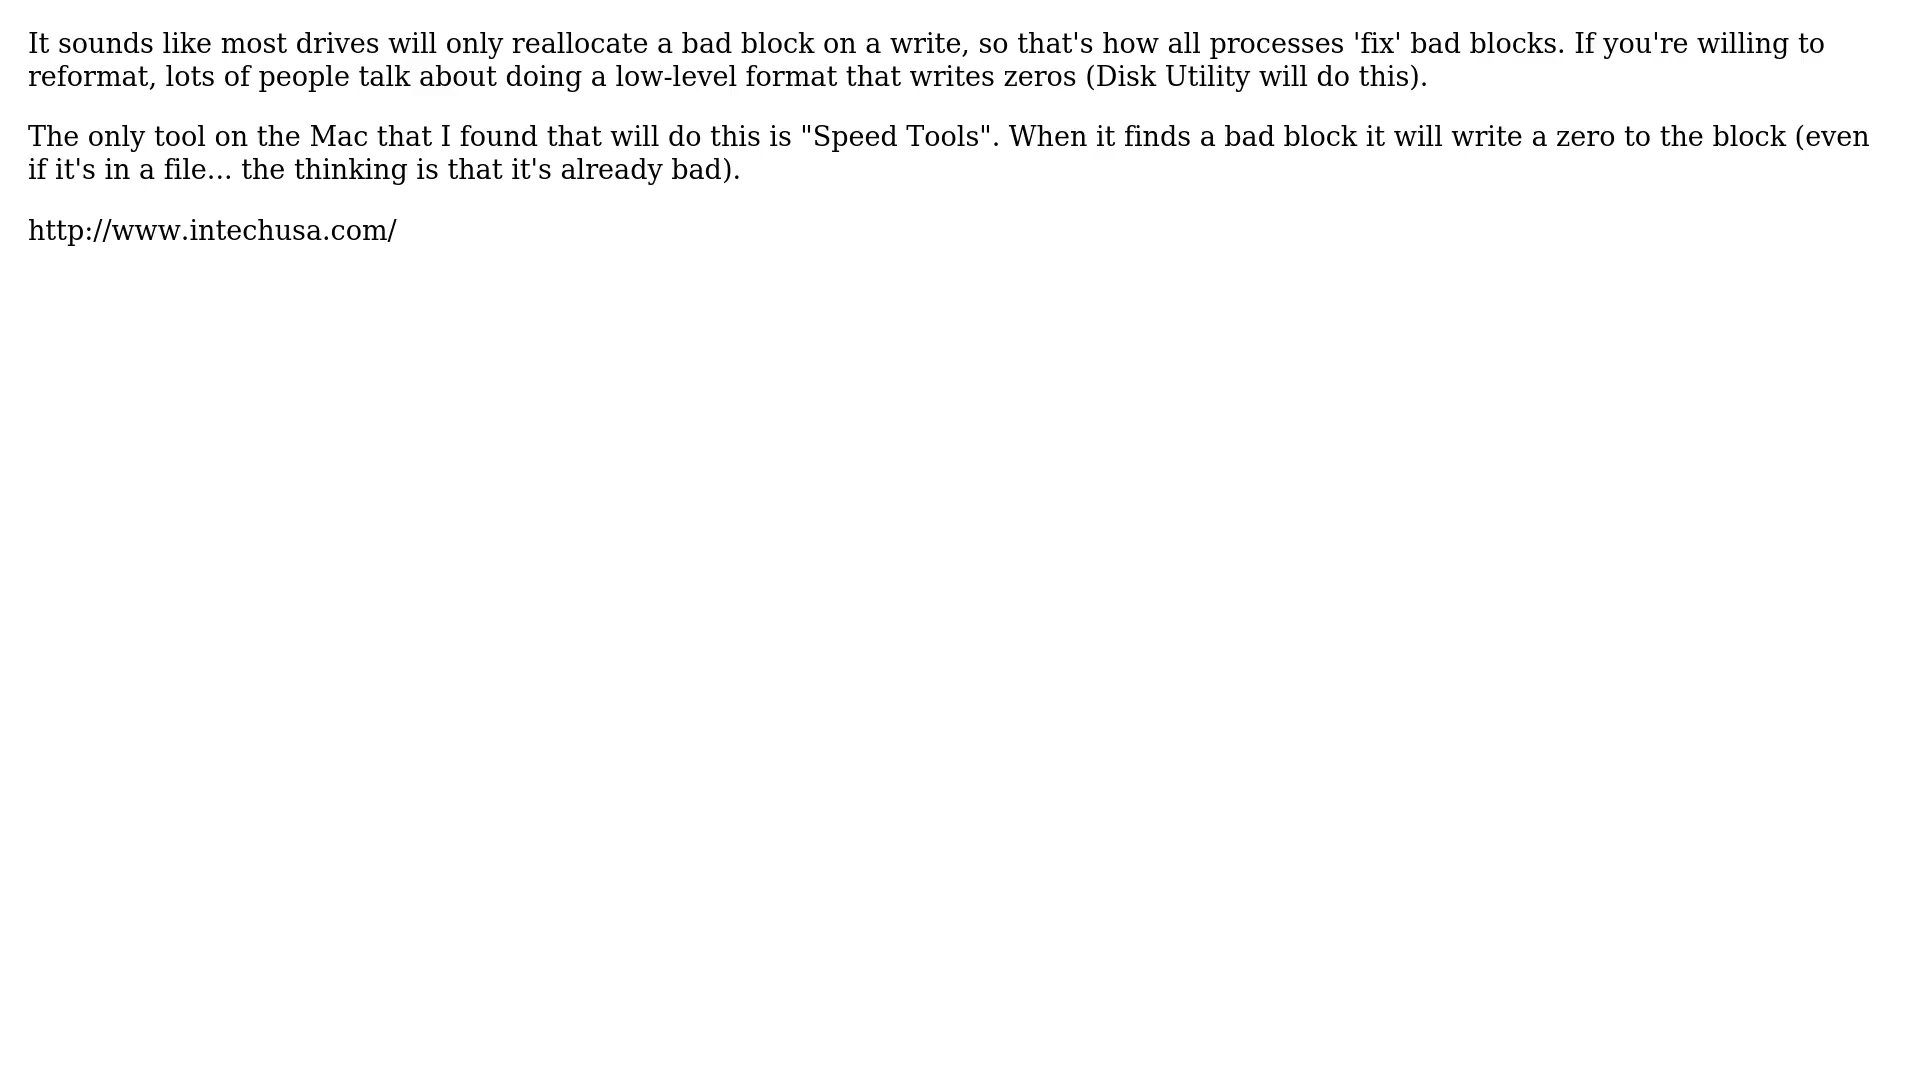 It sounds like most drives will only reallocate a bad block on a write, so that's how all processes 'fix' bad blocks. If you're willing to
reformat, lots of people talk about doing a low-level format that writes zeros (Disk Utility will do this).
The only tool on the Mac that I found that will do this is "Speed Tools". When it finds a bad block it will write a zero to the block (even
if it's in a file... the thinking is that it's already bad).
http://www.intechusa.com/